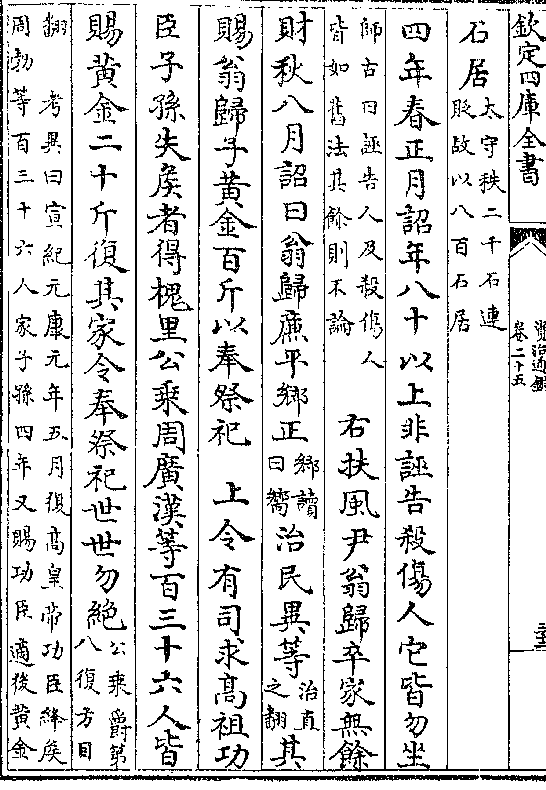 欽定四庫全書
資治通鑑
卷二十五
石居太守秩二千石連
貶故以八百石居
四年春正月詔年八十以上非誣告殺傷人它皆勿坐
師古曰誣告人及殺傷人
皆如舊法其餘則不論
右扶風尹翁歸卒家無餘
財秋八月詔曰翁歸廉平鄉正鄉讀
曰嚮治民異等治直
之翻其
賜翁歸子黃金百斤以奉祭祀 上令有司求高祖功
臣子孫失侯者得槐里公乘周廣漢等百三十六人皆
賜黃金二十斤復其家令奉祭祀世世勿絶公乘爵第
八復方目
翻 考異曰宣紀元康元年五月復高皇帝功臣絳侯
周勃等百三十六人家子孫四年又賜功臣適後黃金